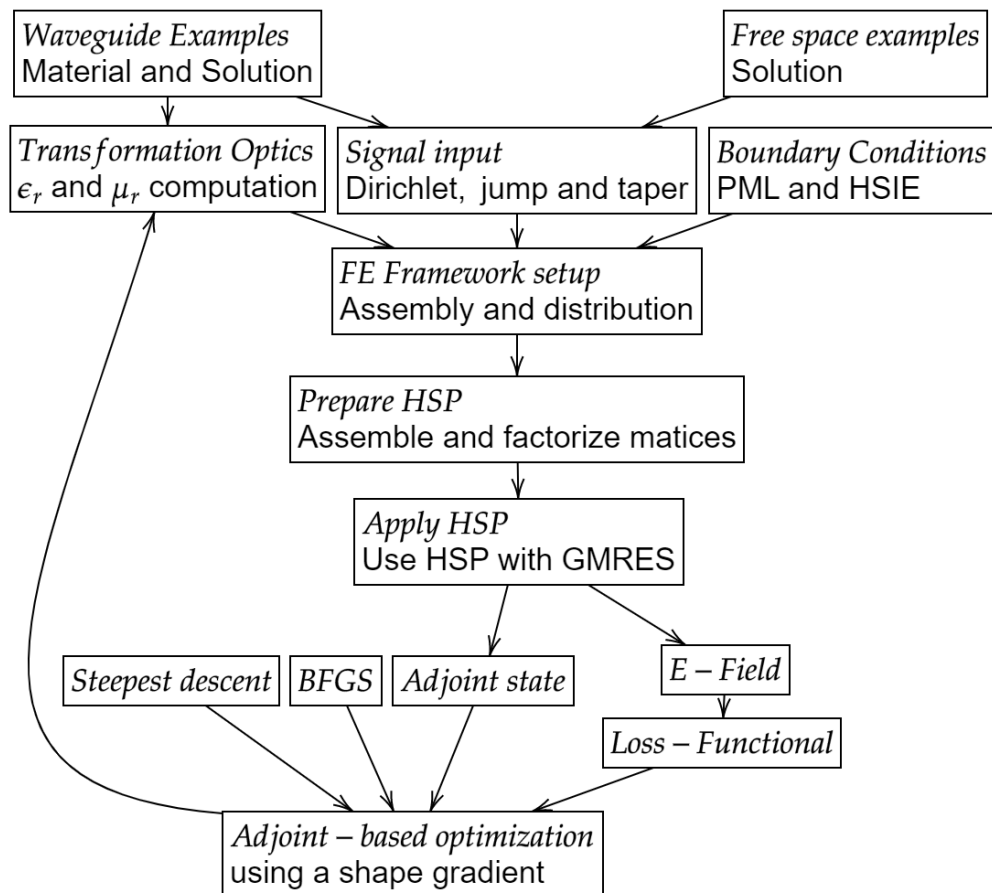 Waveguide Examples
Material and Solution
Free space examples
Solution
Transformation Optics
ϵr and μr computation
Signal input
Dirichlet, jump and taper
Boundary Conditions
PML and HSIE
FE Framework setup
Assembly and distribution
Prepare HSP
Assemble and factorize matices
Apply HSP
Use HSP with GMRES
Steepest descent
BFGS
Adjoint state
E – Field
Loss – Functional
Adjoint – based optimization
using a shape gradient